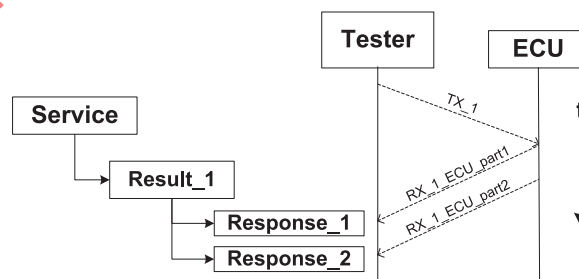 Tester
ECU
TX_1
t
Service
RX_1_ECU_part1
Result_1
RX_1_ECU_part2
Response_1
Response_2